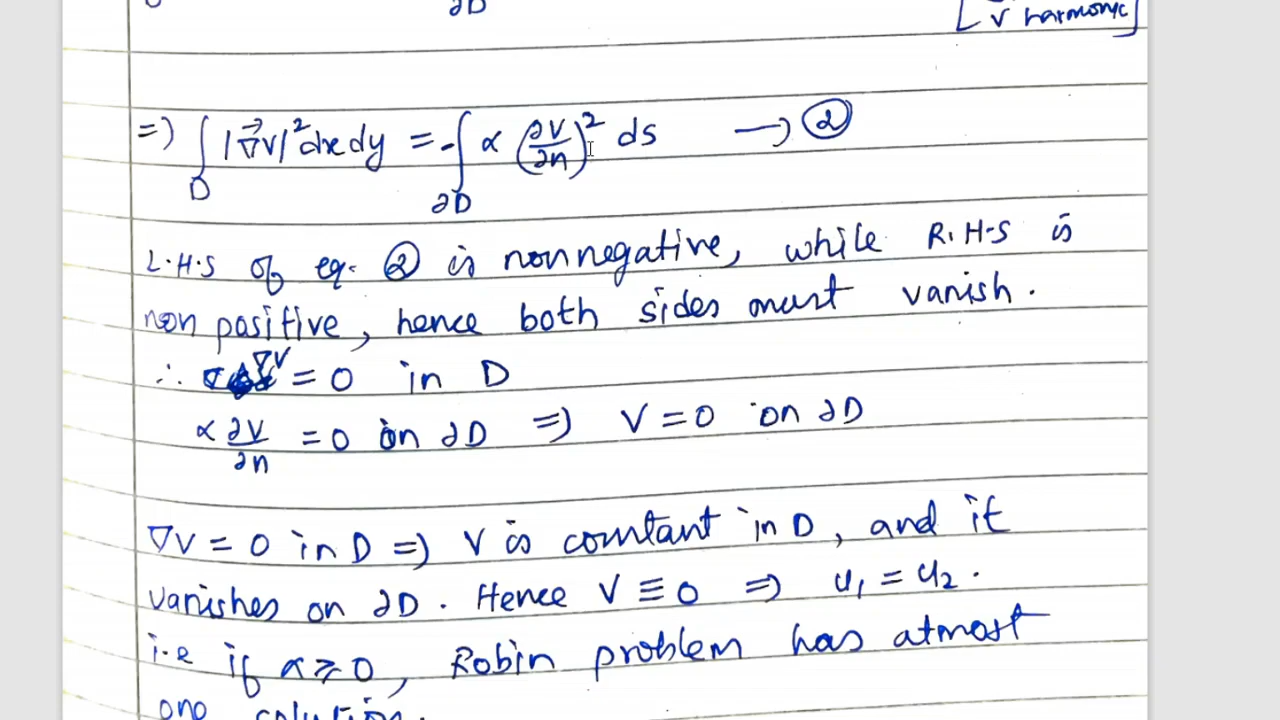 ∂D
[V harmonic]
=) ∫_D |∇⃗V|² dx dy = -∫_∂D α (∂V/∂n)² ds → ②
L.H.S of eq. ② is nonnegative, while R.H.S is
non positive, hence both sides must vanish.
∴ ∇V = 0 in D
α ∂V/∂n = 0 on ∂D =) V = 0 on ∂D
∇V = 0 in D =) V is constant in D, and it
vanishes on ∂D. Hence V ≡ 0 =) u₁ = u₂.
i.e if α ≥ 0, Robin problem has atmost
one solution.